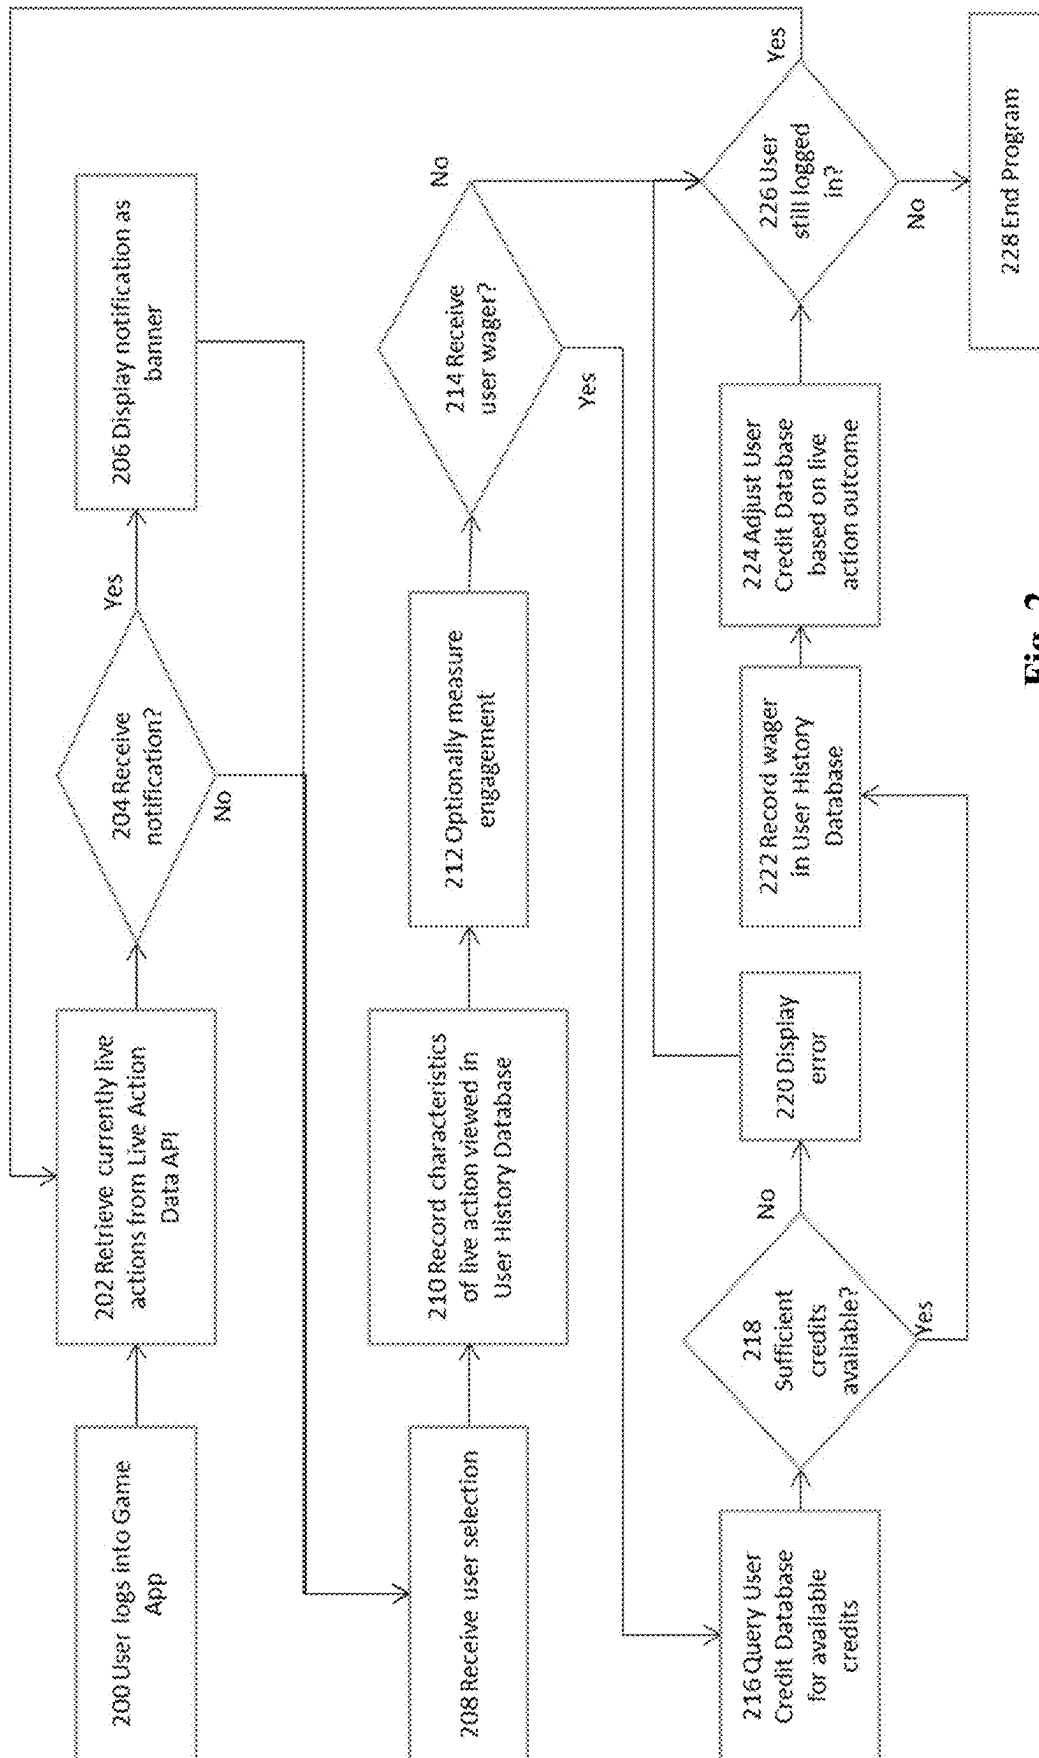 200 User logs into Game
App
202 Retrieve currently live
actions from Live Action
Data API
204 Receive
notification?
Yes
No
206 Display notification as
banner
208 Receive user selection
210 Record characteristics
of live action viewed in
User History Database
212 Optionally measure
engagement
214 Receive
user wager?
No
Yes
216 Query User
Credit Database
for available
credits
218
Sufficient
credits
available?
No
Yes
220 Display
error
222 Record wager
in User History
Database
224 Adjust User
Credit Database
based on live
action outcome
226 User
still logged
in?
Yes
No
228 End Program
Fig. 2